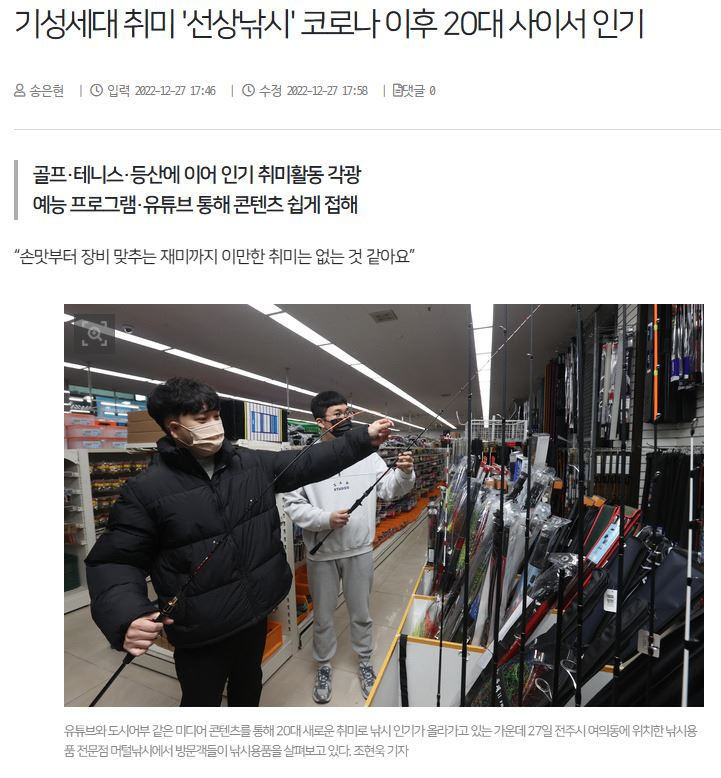 기성세대 취미 '선상낚시' 코로나 이후 20대 사이서 인기
송은현 | 입력 2022-12-27 17:46 | 수정 2022-12-27 17:58 | 댓글 0
골프·테니스·등산에 이어 인기 취미활동 각광
예능 프로그램·유튜브 통해 콘텐츠 쉽게 접해
“손맛부터 장비 맞추는 재미까지 이만한 취미는 없는 것 같아요”
유튜브와 도시어부 같은 미디어 콘텐츠를 통해 20대 새로운 취미로 낚시 인기가 올라가고 있는 가운데 27일 전주시 여의동에 위치한 낚시용
품 전문점 머털낚시에서 방문객들이 낚시용품을 살펴보고 있다. 조현욱 기자